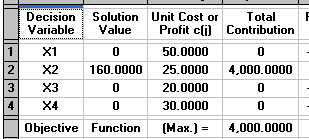 Decision Variable Solution Value Unit Cost or Profit c(j) Total Contribution
1 X1 0 50.0000 0
2 X2 160.0000 25.0000 4,000.0000
3 X3 0 20.0000 0
4 X4 0 30.0000 0
Objective Function (Max.) = 4,000.0000